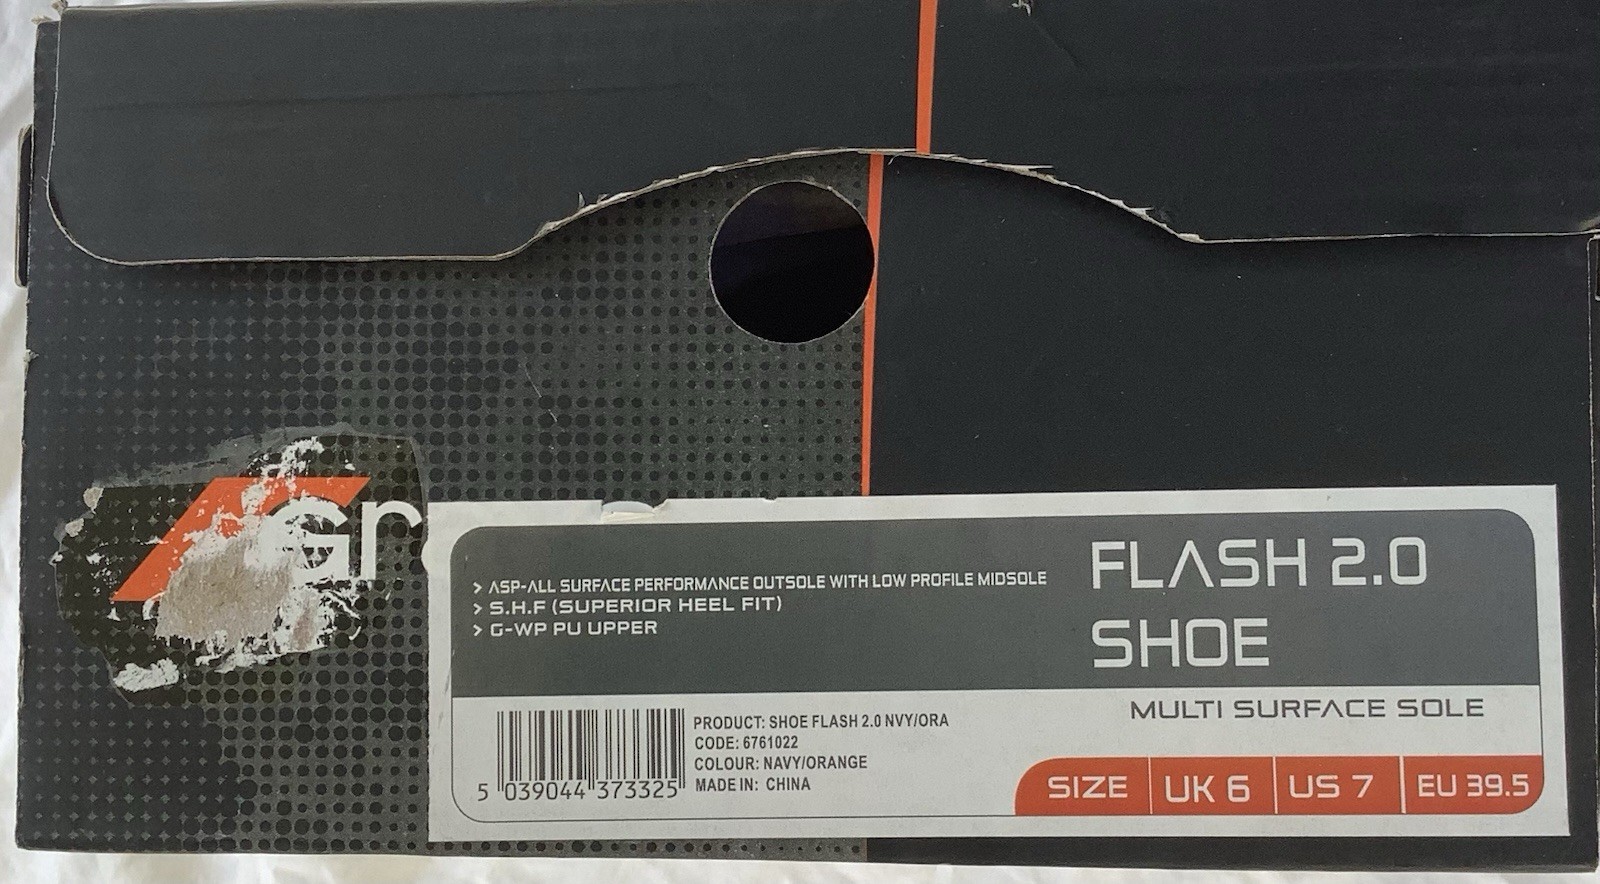 Gr
> ASP-ALL SURFACE PERFORMANCE OUTSOLE WITH LOW PROFILE MIDSOLE
> S.H.F (SUPERIOR HEEL FIT)
> G-WP PU UPPER
FLASH 2.0
SHOE
MULTI SURFACE SOLE
PRODUCT: SHOE FLASH 2.0 NVY/ORA
CODE: 6761022
COLOUR: NAVY/ORANGE
MADE IN: CHINA
5 039044 373325
SIZE UK 6 US 7 EU 39.5